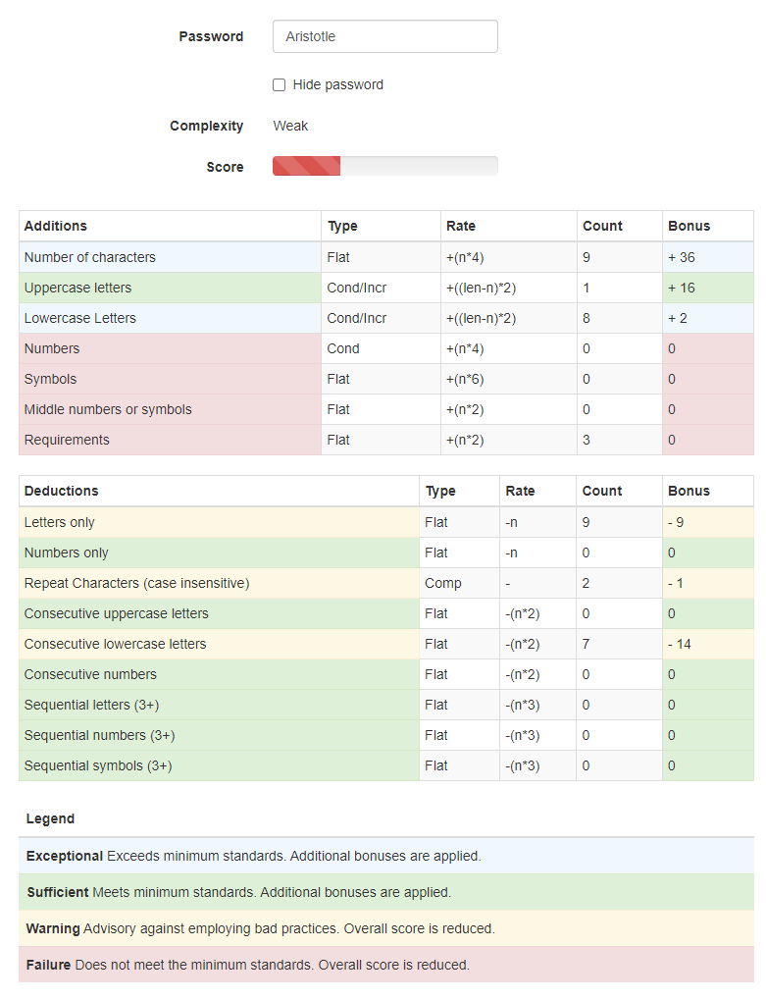 Password Aristotle
Hide password
Complexity Weak
Score
Additions Type Rate Count Bonus
Number of characters Flat +(n*4) 9 + 36
Uppercase letters Cond/Incr +((len-n)*2) 1 + 16
Lowercase Letters Cond/Incr +((len-n)*2) 8 + 2
Numbers Cond +(n*4) 0 0
Symbols Flat +(n*6) 0 0
Middle numbers or symbols Flat +(n*2) 0 0
Requirements Flat +(n*2) 3 0
Deductions Type Rate Count Bonus
Letters only Flat -n 9 - 9
Numbers only Flat -n 0 0
Repeat Characters (case insensitive) Comp - 2 - 1
Consecutive uppercase letters Flat -(n*2) 0 0
Consecutive lowercase letters Flat -(n*2) 7 - 14
Consecutive numbers Flat -(n*2) 0 0
Sequential letters (3+) Flat -(n*3) 0 0
Sequential numbers (3+) Flat -(n*3) 0 0
Sequential symbols (3+) Flat -(n*3) 0 0
Legend
Exceptional Exceeds minimum standards. Additional bonuses are applied.
Sufficient Meets minimum standards. Additional bonuses are applied.
Warning Advisory against employing bad practices. Overall score is reduced.
Failure Does not meet the minimum standards. Overall score is reduced.